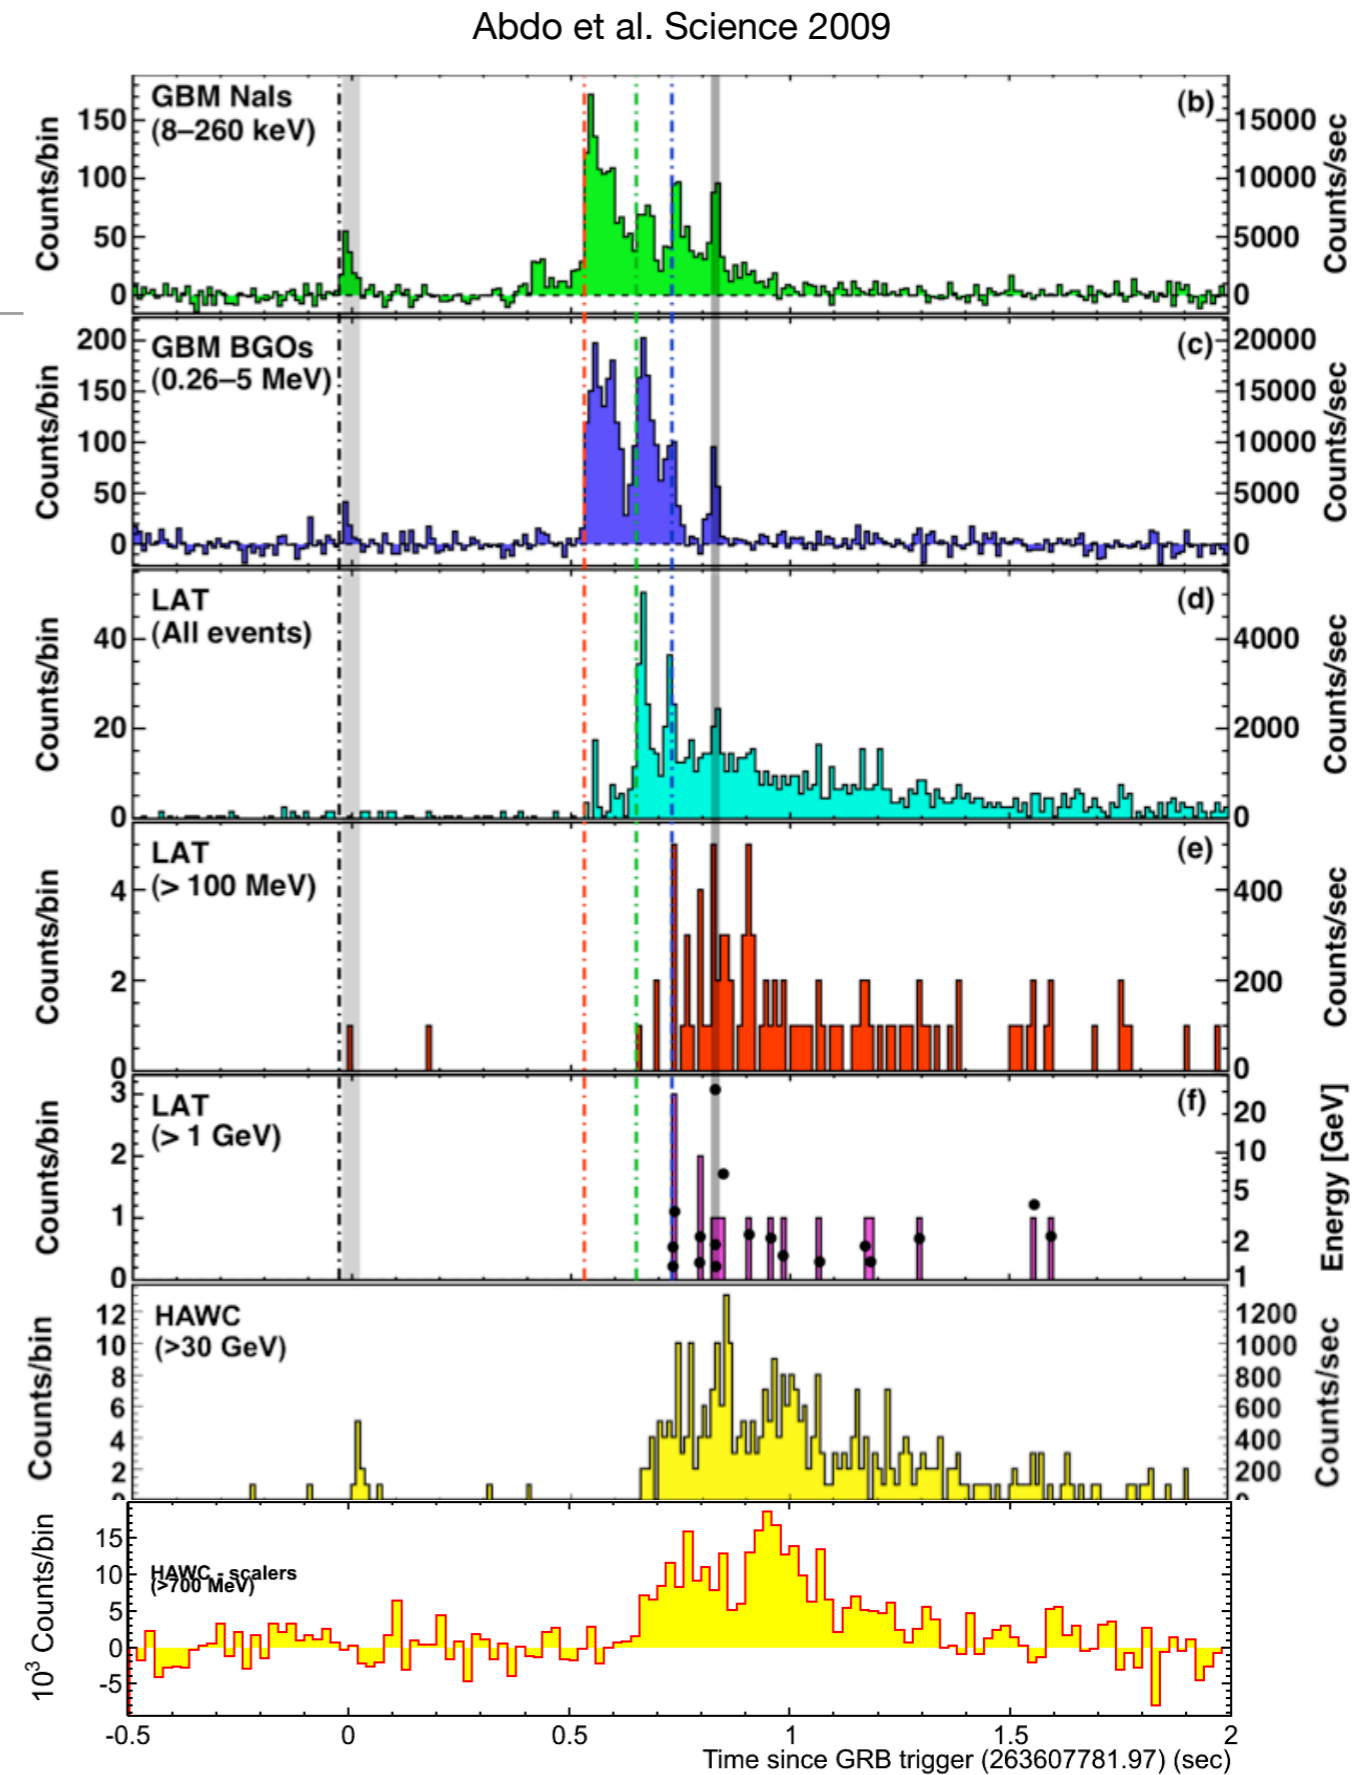 Abdo et al. Science 2009
GBM NaIs
(8–260 keV)
(b)
Counts/bin
150
100
50
0
15000
10000
5000
0
Counts/sec
GBM BGOs
(0.26–5 MeV)
(c)
Counts/bin
200
150
100
50
0
20000
15000
10000
5000
0
Counts/sec
LAT
(All events)
(d)
Counts/bin
40
20
0
4000
2000
0
Counts/sec
LAT
(> 100 MeV)
(e)
Counts/bin
4
2
0
400
200
0
Counts/sec
LAT
(> 1 GeV)
(f)
Counts/bin
3
2
1
0
20
10
5
2
1
Energy [GeV]
HAWC
(>30 GeV)
Counts/bin
12
10
8
6
4
2
0
1200
1000
800
600
400
200
0
Counts/sec
HAWC - scalers
(>700 MeV)
10³ Counts/bin
15
10
5
0
-5
-0.5 0 0.5 1 1.5 2
Time since GRB trigger (263607781.97) (sec)